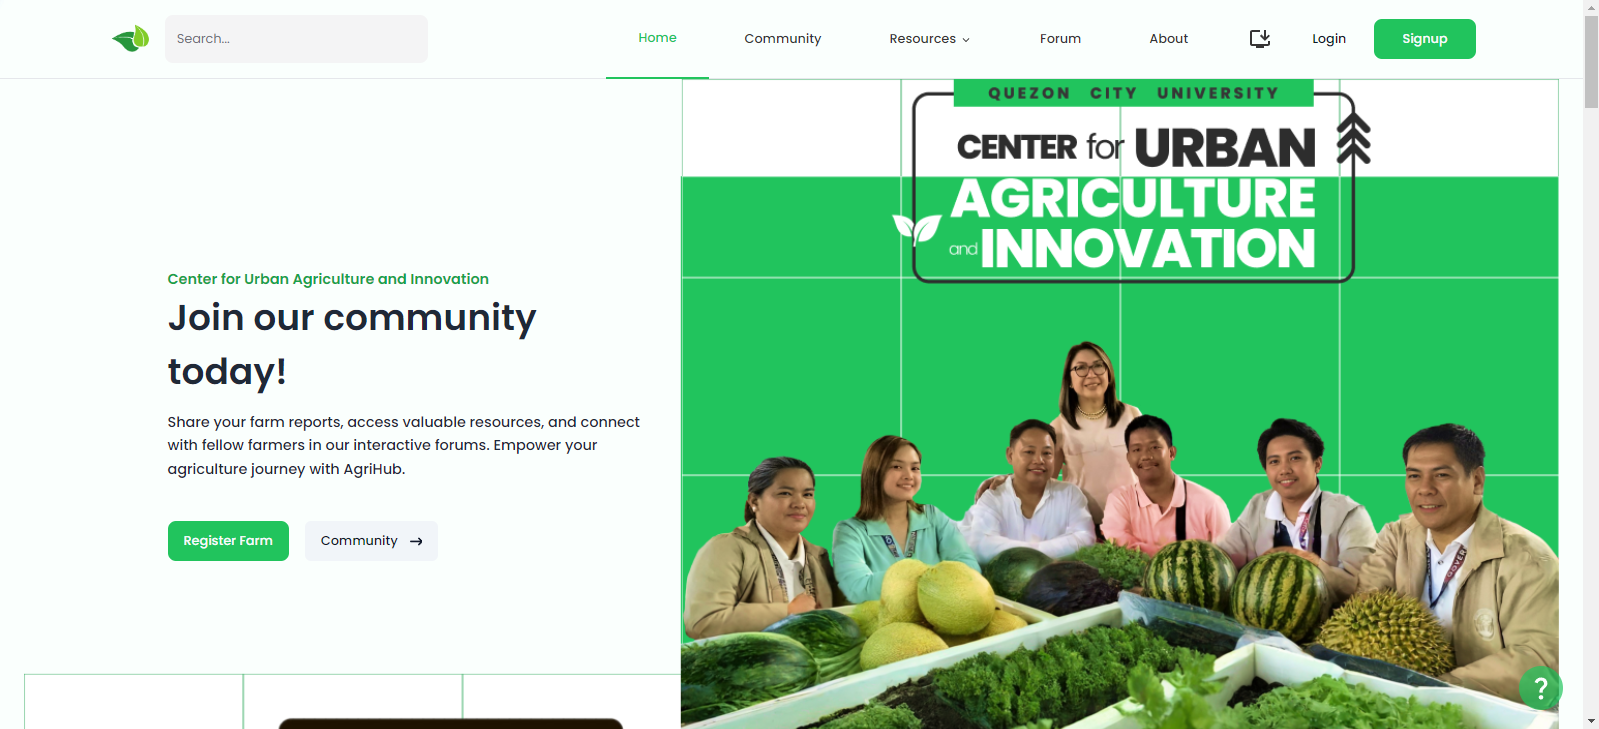 Search...
Home
Community
Resources
Forum
About
Login
Signup
QUEZON CITY UNIVERSITY
CENTER for URBAN
AGRICULTURE
and INNOVATION
Center for Urban Agriculture and Innovation
Join our community
today!
Share your farm reports, access valuable resources, and connect
with fellow farmers in our interactive forums. Empower your
agriculture journey with AgriHub.
Register Farm
Community
?